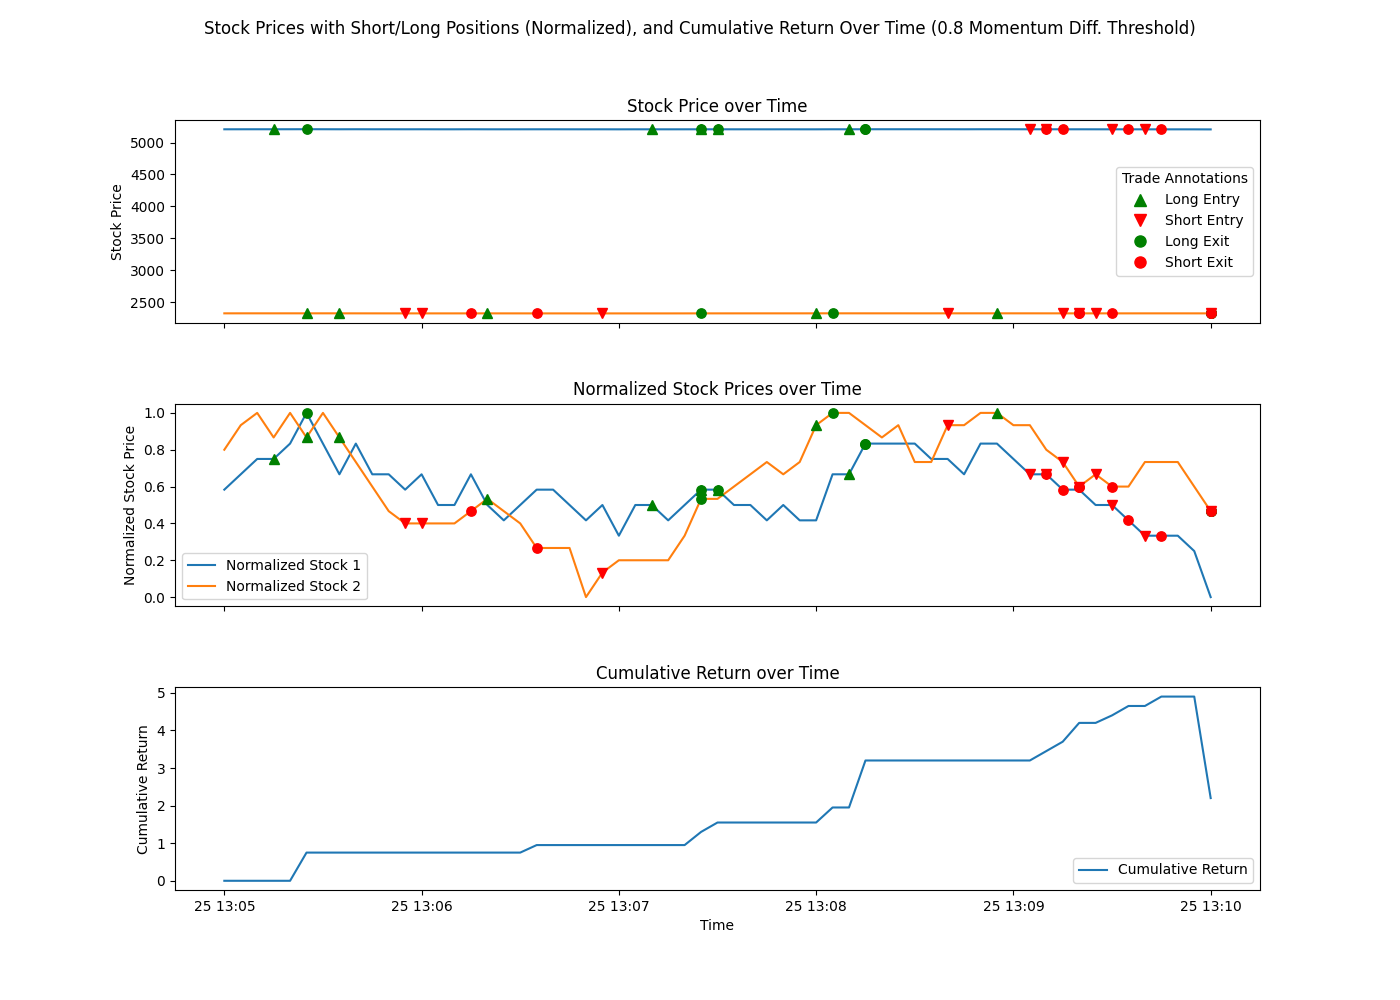 Stock Prices with Short/Long Positions (Normalized), and Cumulative Return Over Time (0.8 Momentum Diff. Threshold)
Stock Price over Time
Stock Price
5000
4500
4000
3500
3000
2500
Trade Annotations
Long Entry
Short Entry
Long Exit
Short Exit
Normalized Stock Prices over Time
Normalized Stock Price
1.0
0.8
0.6
0.4
0.2
0.0
Normalized Stock 1
Normalized Stock 2
Cumulative Return over Time
Cumulative Return
5
4
3
2
1
0
Cumulative Return
25 13:05
25 13:06
25 13:07
25 13:08
25 13:09
25 13:10
Time